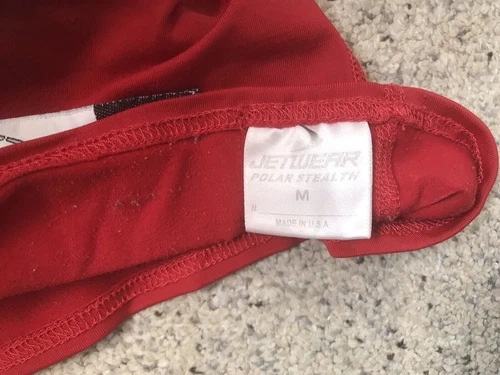 JETWEAR
POLAR STEALTH
M
MADE IN U.S.A.